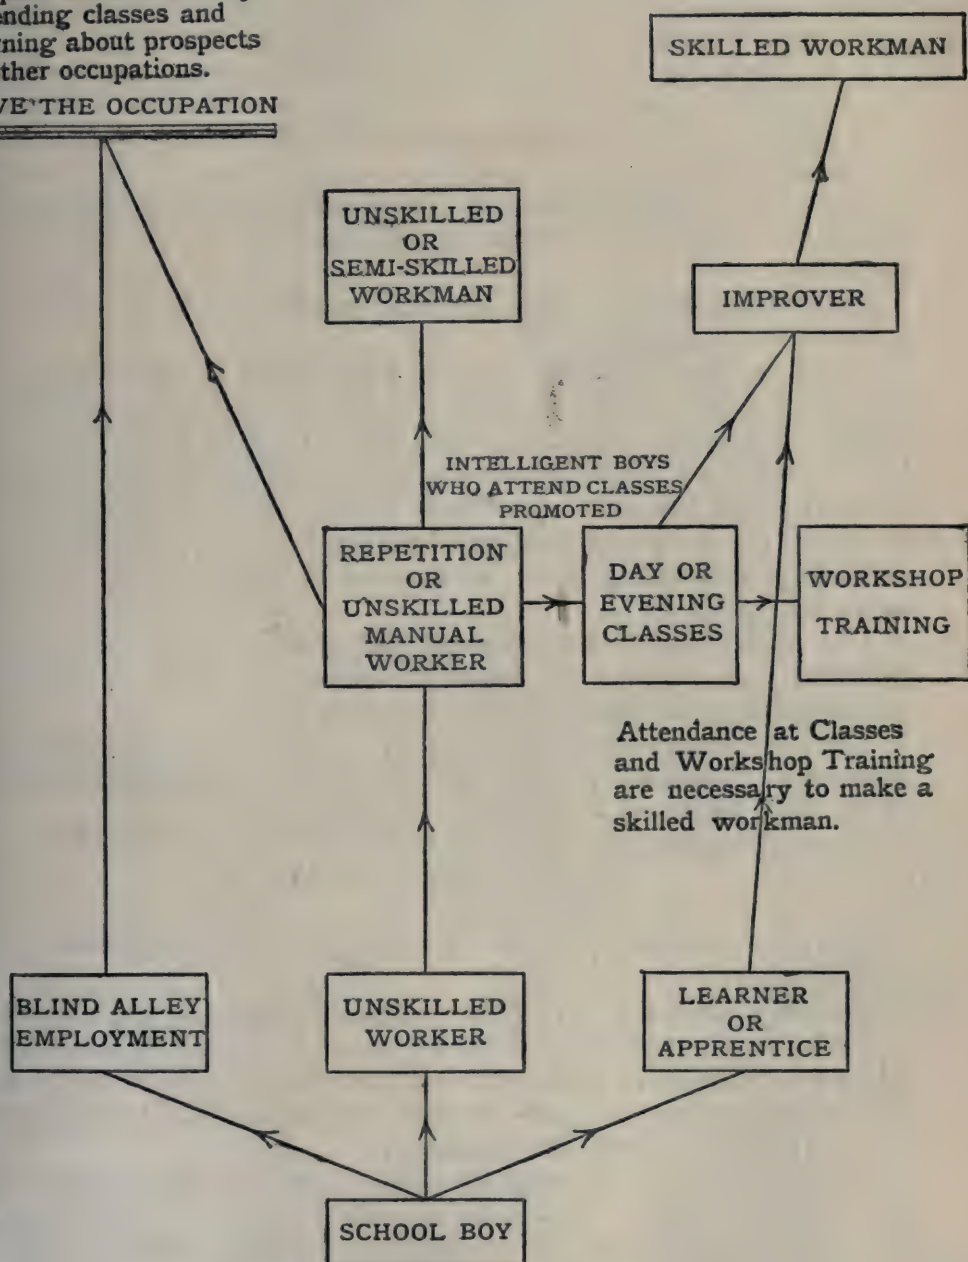 ending classes and
ning about prospects
ther occupations.
VE THE OCCUPATION
SKILLED WORKMAN
UNSKILLED
OR
SEMI-SKILLED
WORKMAN
IMPROVER
INTELLIGENT BOYS
WHO ATTEND CLASSES
PROMOTED
REPETITION
OR
UNSKILLED
MANUAL
WORKER
DAY OR
EVENING
CLASSES
WORKSHOP
TRAINING
Attendance at Classes
and Workshop Training
are necessary to make a
skilled workman.
BLIND ALLEY
EMPLOYMENT
UNSKILLED
WORKER
LEARNER
OR
APPRENTICE
SCHOOL BOY